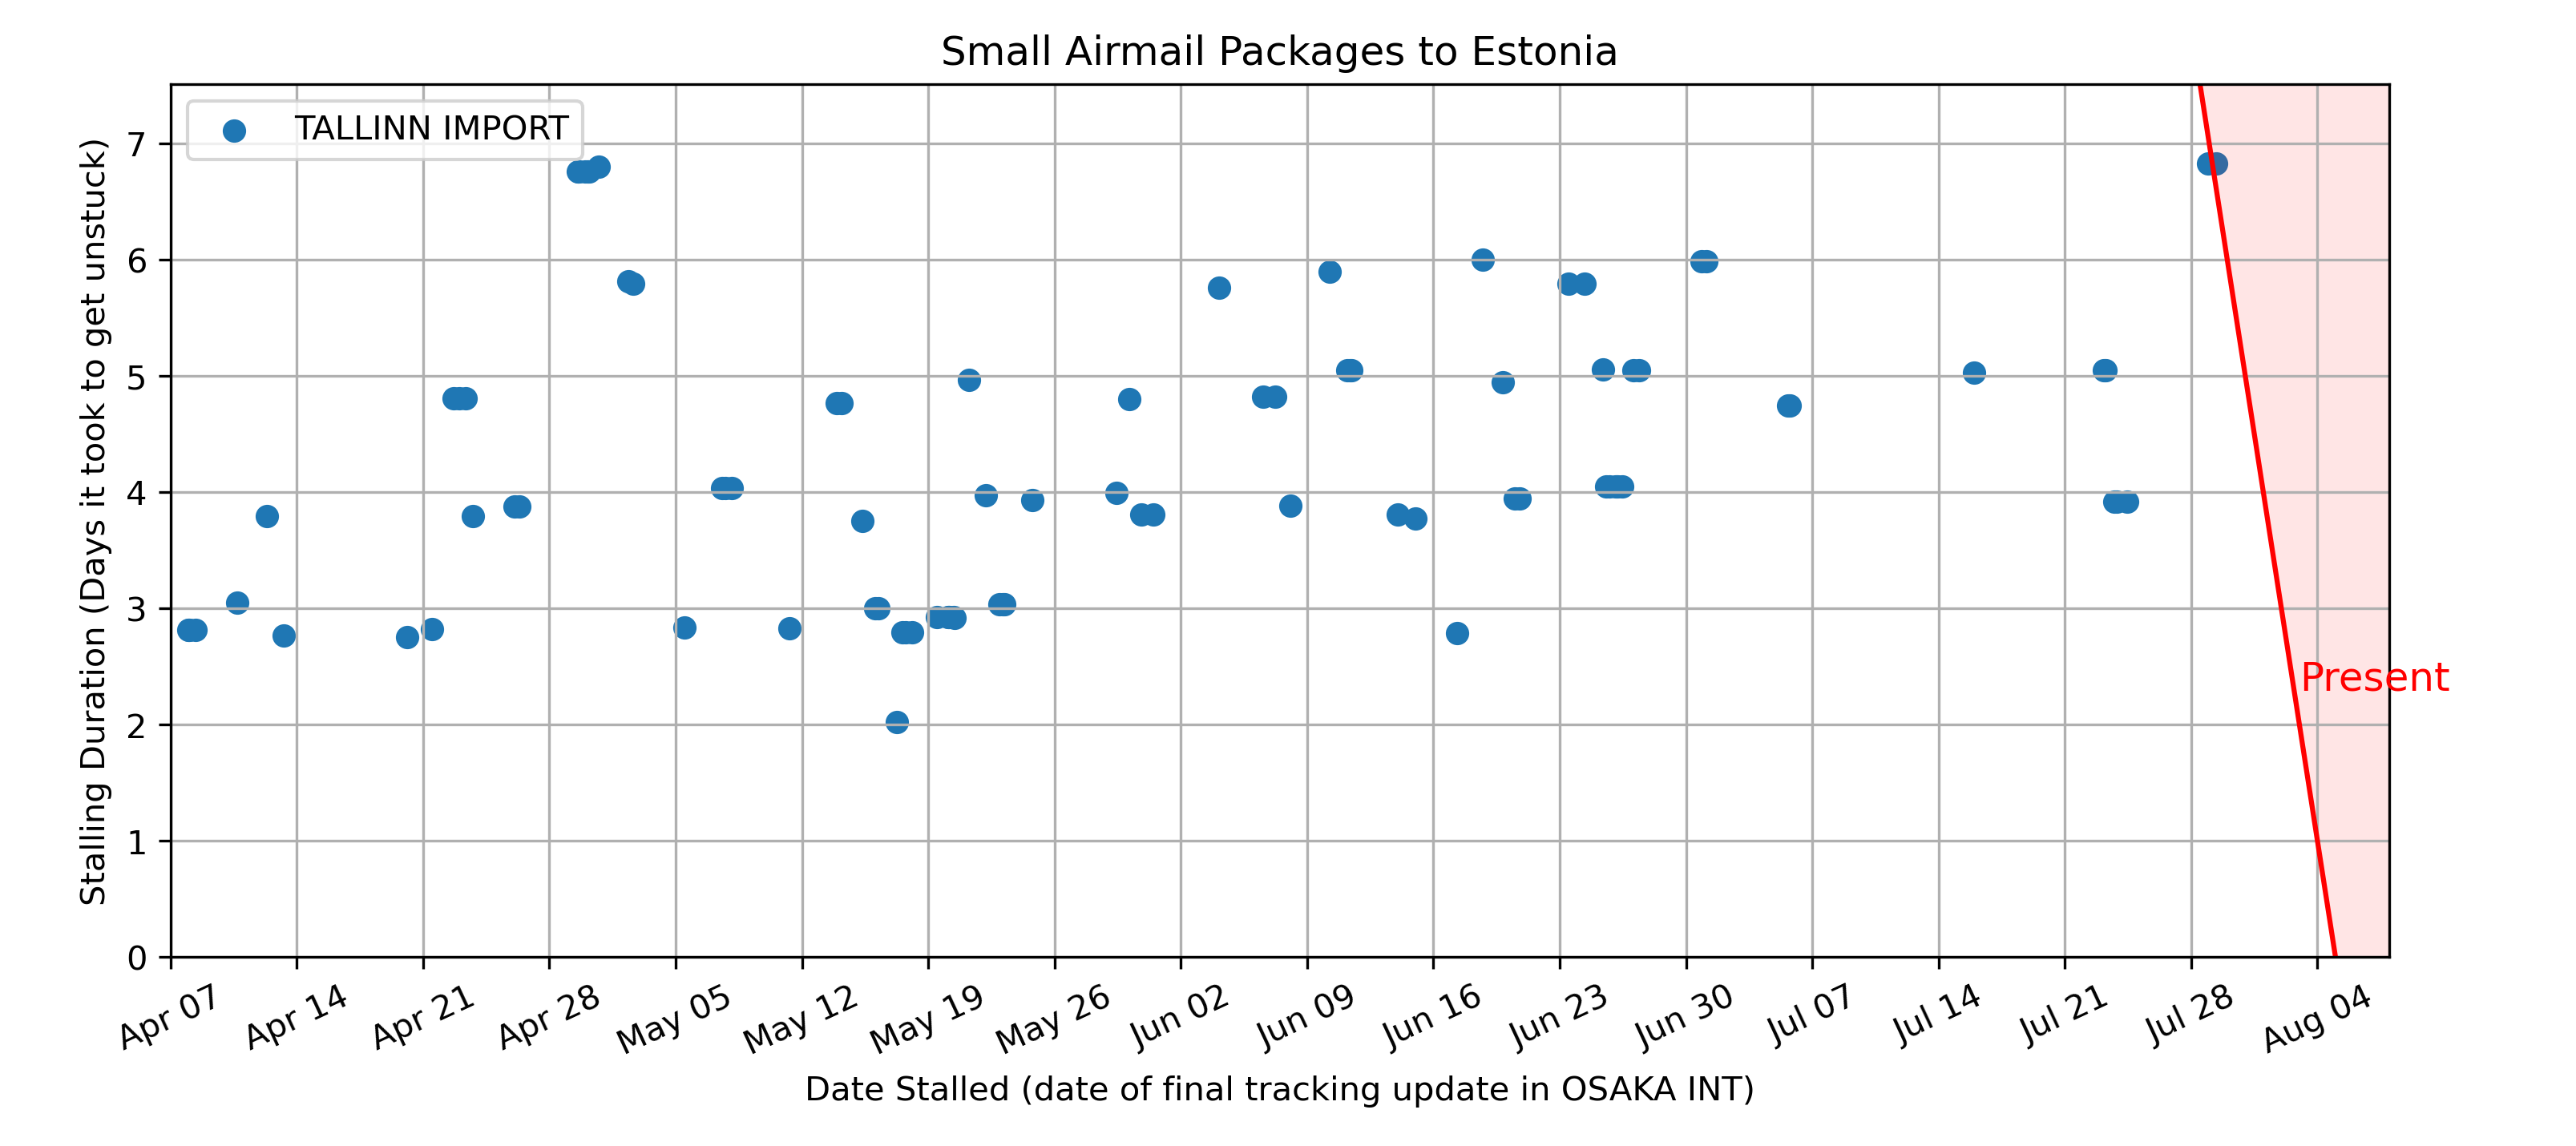 Small Airmail Packages to Estonia
TALLINN IMPORT
Stalling Duration (Days it took to get unstuck)
7
6
5
4
3
2
1
0
Present
Apr 07
Apr 14
Apr 21
Apr 28
May 05
May 12
May 19
May 26
Jun 02
Jun 09
Jun 16
Jun 23
Jun 30
Jul 07
Jul 14
Jul 21
Jul 28
Aug 04
Date Stalled (date of final tracking update in OSAKA INT)